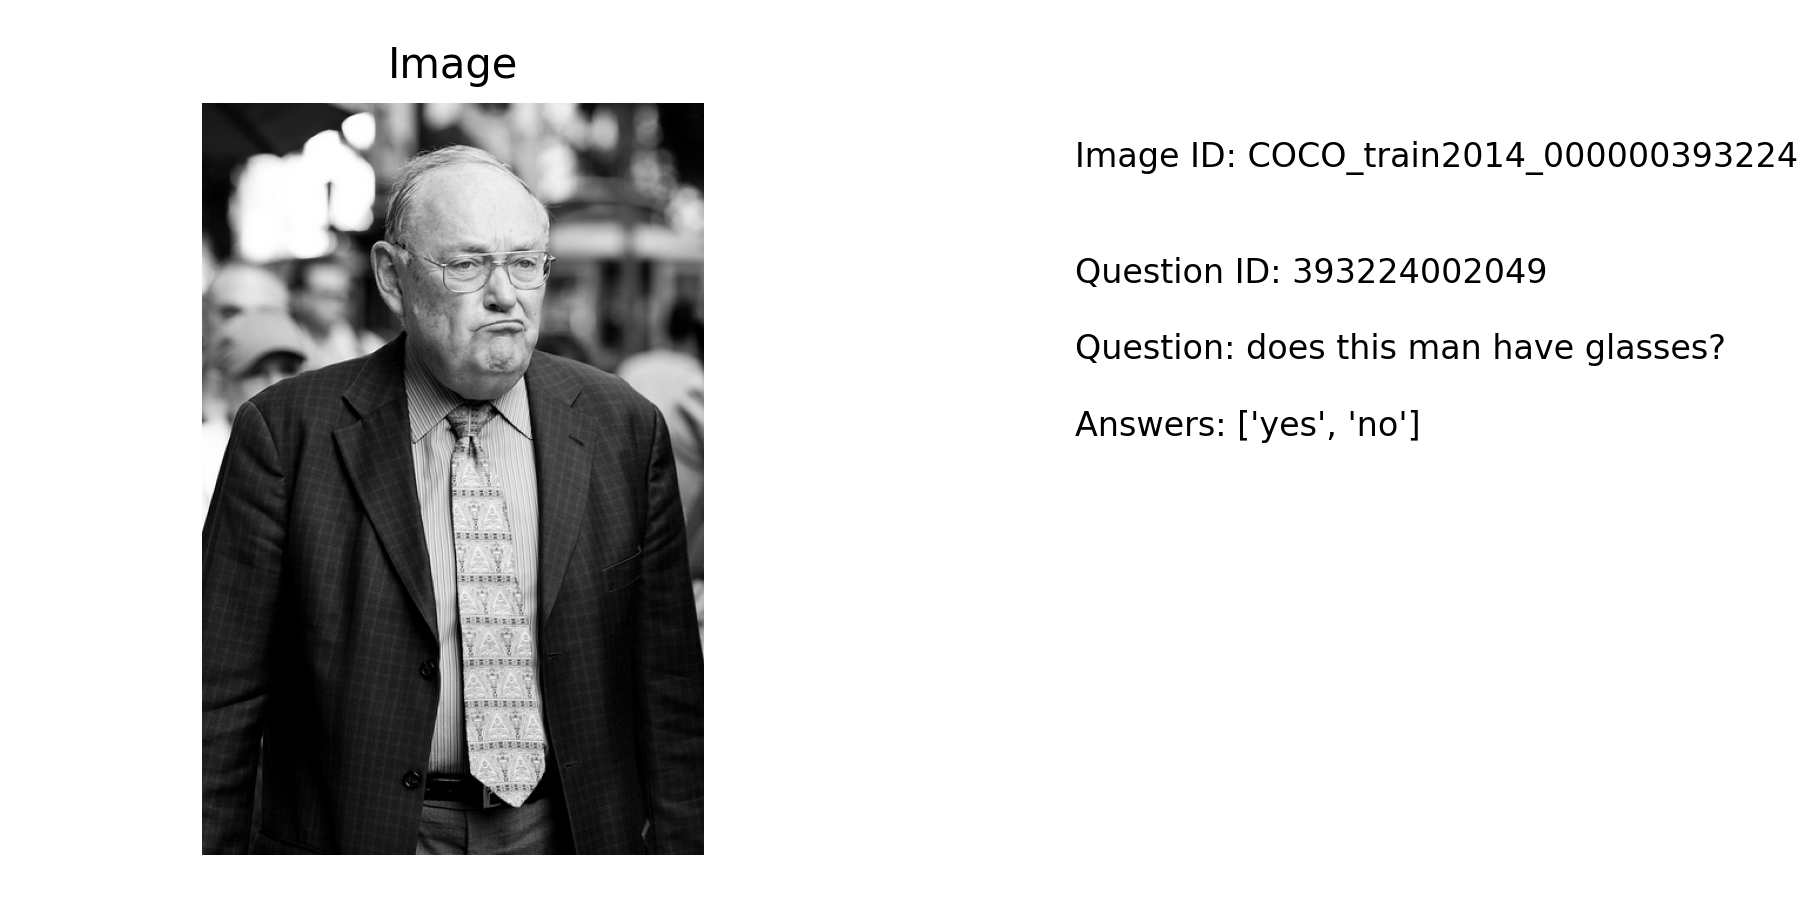 Image
Image ID: COCO_train2014_000000393224
Question ID: 393224002049
Question: does this man have glasses?
Answers: ['yes', 'no']